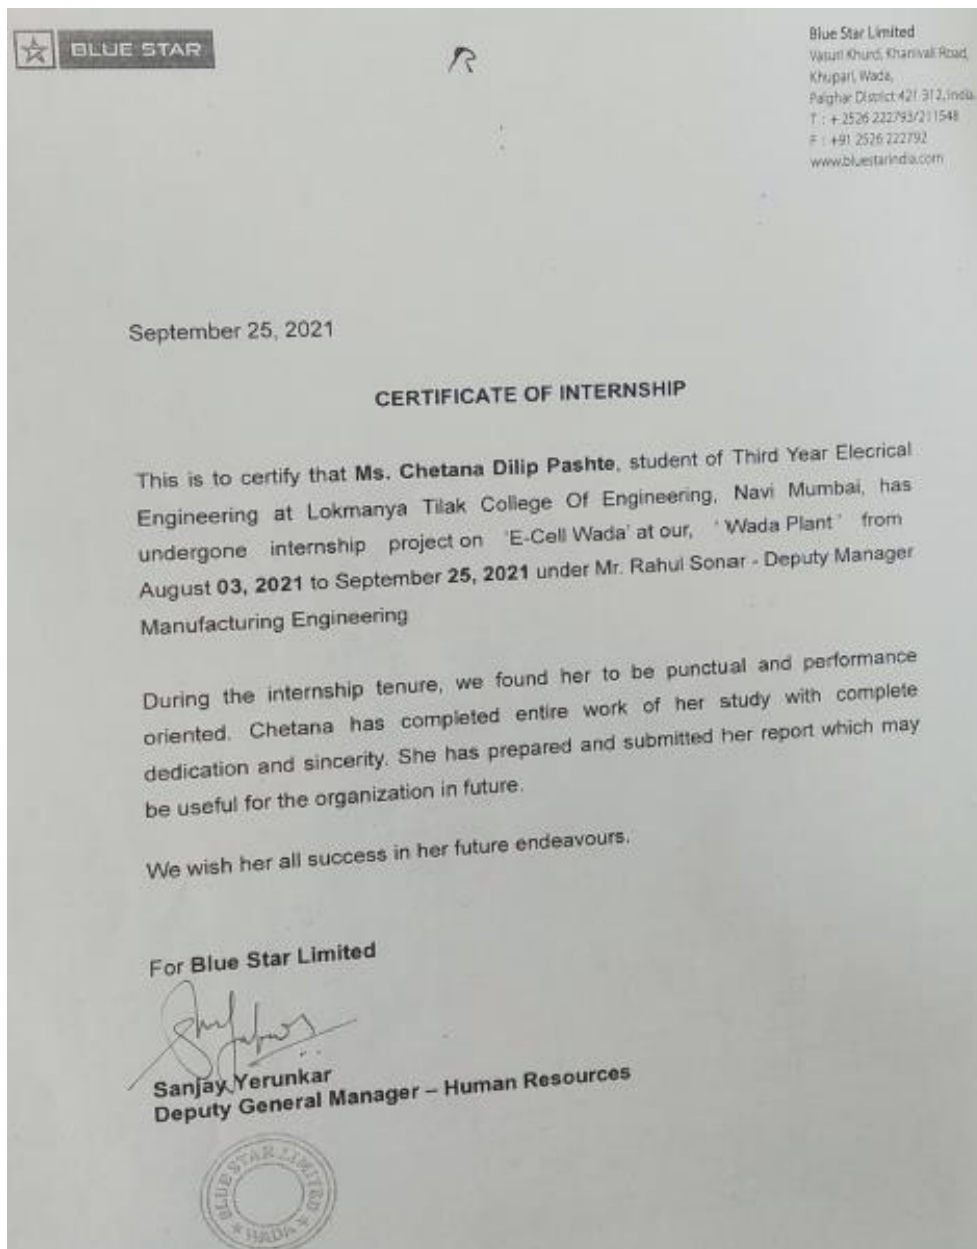 BLUE STAR
R
Blue Star Limited
Vasuri Khurd, Khanivali Road,
Khupari, Wada,
Palghar District 421 312, India.
T : + 2526 222793/211548
F : +91 2526 222792
www.bluestarindia.com
September 25, 2021
CERTIFICATE OF INTERNSHIP
This is to certify that Ms. Chetana Dilip Pashte, student of Third Year Elecrical
Engineering at Lokmanya Tilak College Of Engineering, Navi Mumbai, has
undergone internship project on 'E-Cell Wada' at our, 'Wada Plant' from
August 03, 2021 to September 25, 2021 under Mr. Rahul Sonar - Deputy Manager
Manufacturing Engineering
During the internship tenure, we found her to be punctual and performance
oriented. Chetana has completed entire work of her study with complete
dedication and sincerity. She has prepared and submitted her report which may
be useful for the organization in future.
We wish her all success in her future endeavours.
For Blue Star Limited
Sanjay Yerunkar
Deputy General Manager – Human Resources
BLUE STAR LIMITED
* WADA *